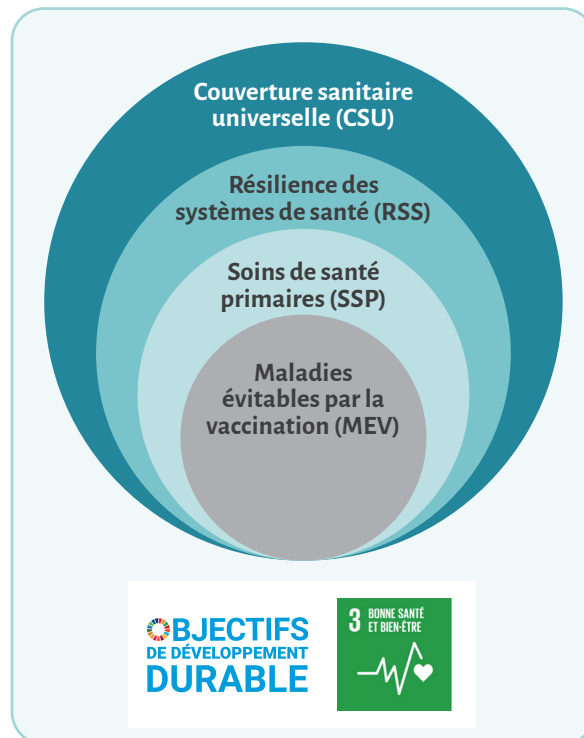 Couverture sanitaire
universelle (CSU)
Résilience des
systèmes de santé (RSS)
Soins de santé
primaires (SSP)
Maladies
évitables par la
vaccination (MEV)
OBJECTIFS
DE DÉVELOPPEMENT
DURABLE
3 BONNE SANTÉ
ET BIEN-ÊTRE